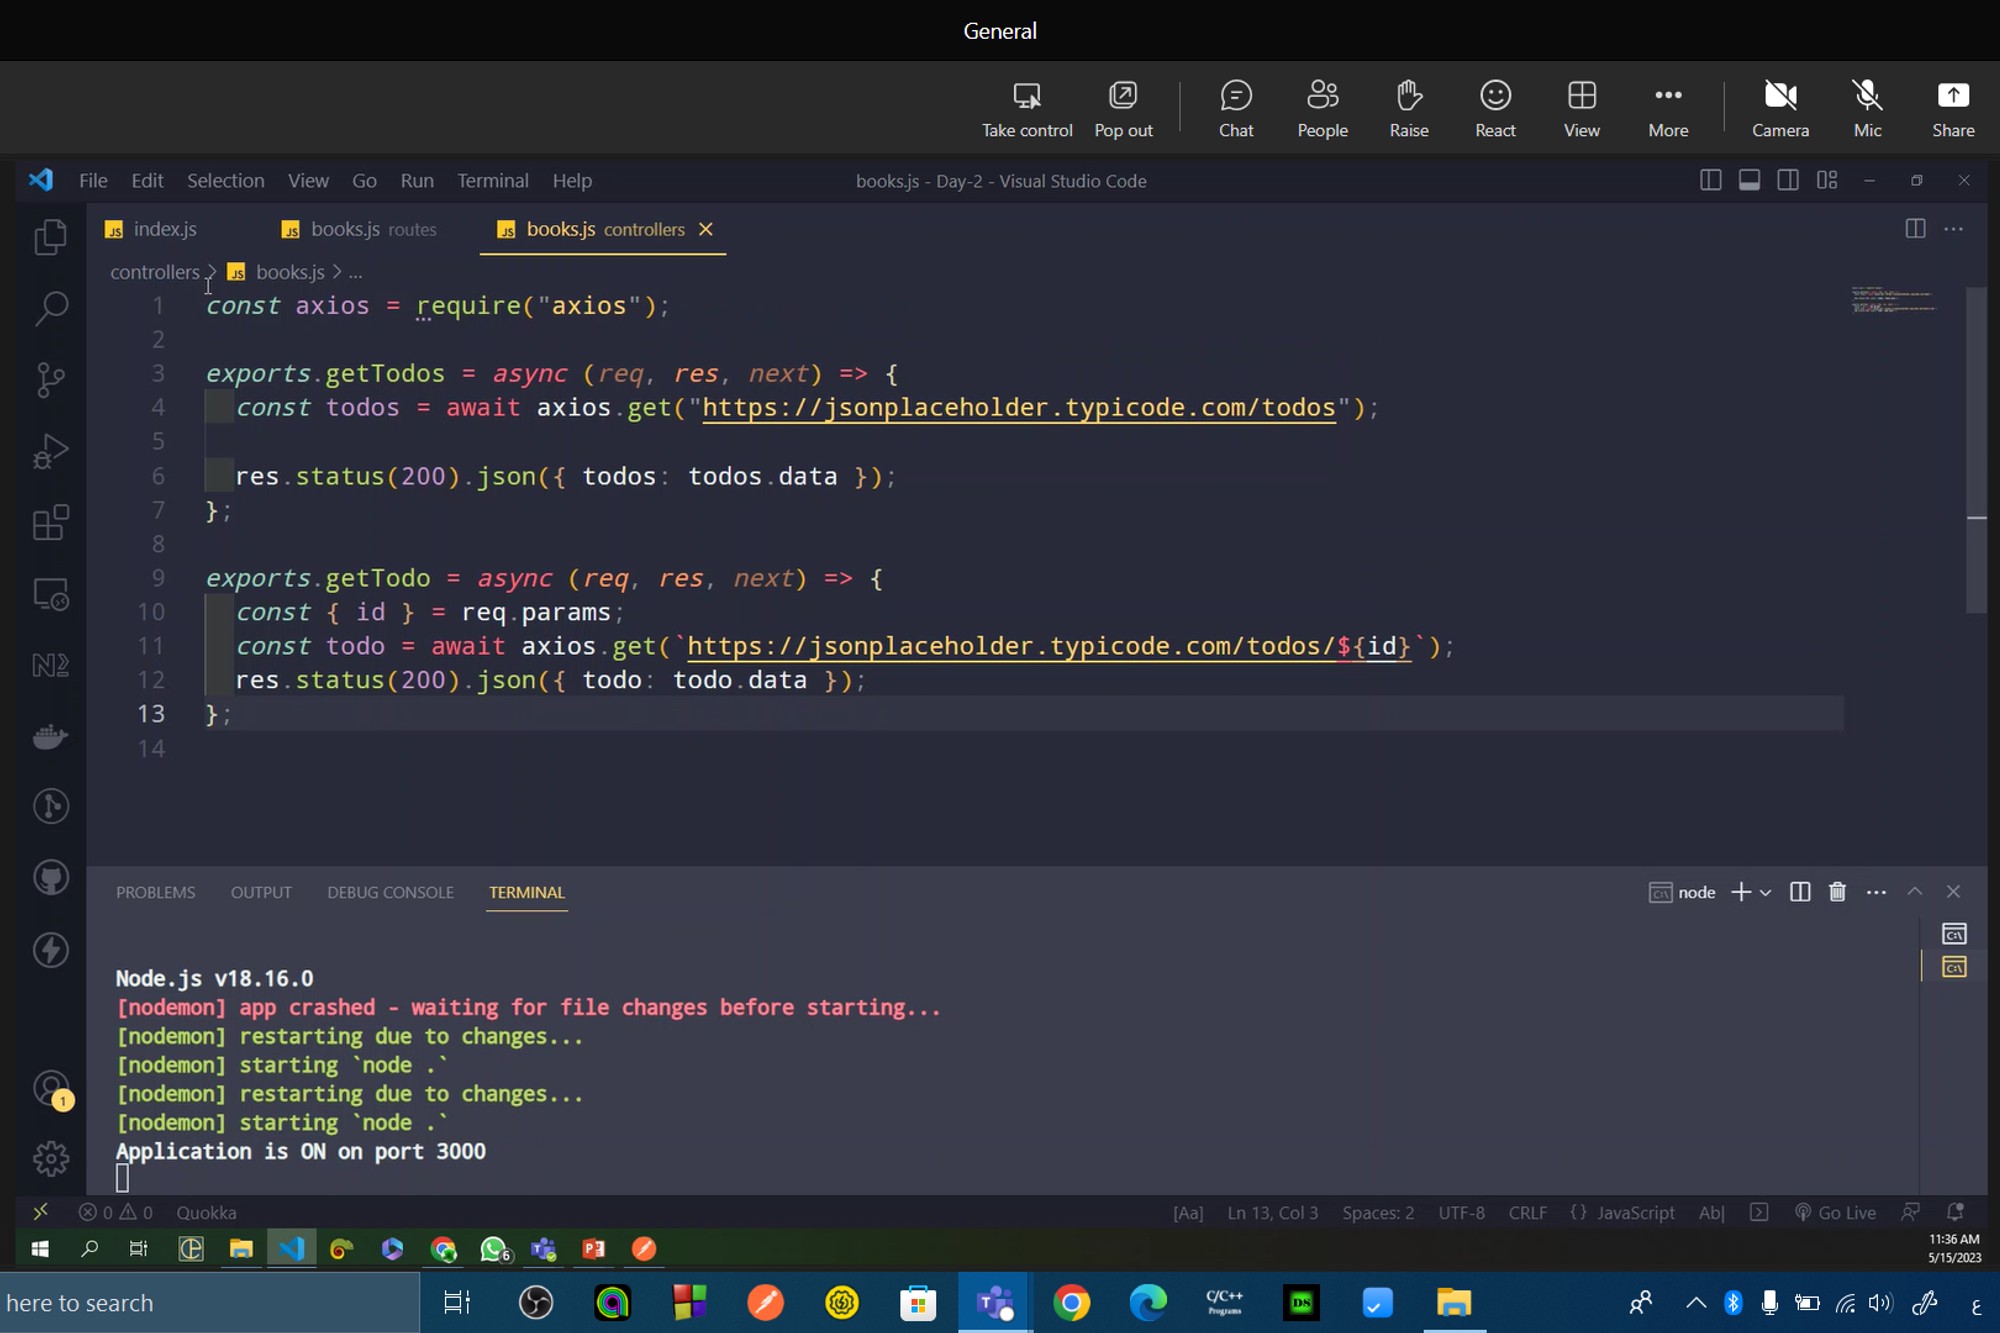 General
Take control Pop out Chat People Raise React View More Camera Mic Share
File Edit Selection View Go Run Terminal Help books.js - Day-2 - Visual Studio Code
JS index.js JS books.js routes JS books.js controllers
controllers > JS books.js > ...
1 const axios = require("axios");
2
3 exports.getTodos = async (req, res, next) => {
4 const todos = await axios.get("https://jsonplaceholder.typicode.com/todos");
5
6 res.status(200).json({ todos: todos.data });
7 };
8
9 exports.getTodo = async (req, res, next) => {
10 const { id } = req.params;
11 const todo = await axios.get(`https://jsonplaceholder.typicode.com/todos/${id}`);
12 res.status(200).json({ todo: todo.data });
13 };
14
PROBLEMS OUTPUT DEBUG CONSOLE TERMINAL node
Node.js v18.16.0
[nodemon] app crashed - waiting for file changes before starting...
[nodemon] restarting due to changes...
[nodemon] starting `node .`
[nodemon] restarting due to changes...
[nodemon] starting `node .`
Application is ON on port 3000
1
0 0 Quokka [Aa] Ln 13, Col 3 Spaces: 2 UTF-8 CRLF {} JavaScript Ab| Go Live
6 11:36 AM
5/15/2023
here to search C/C++ Programs DS ع